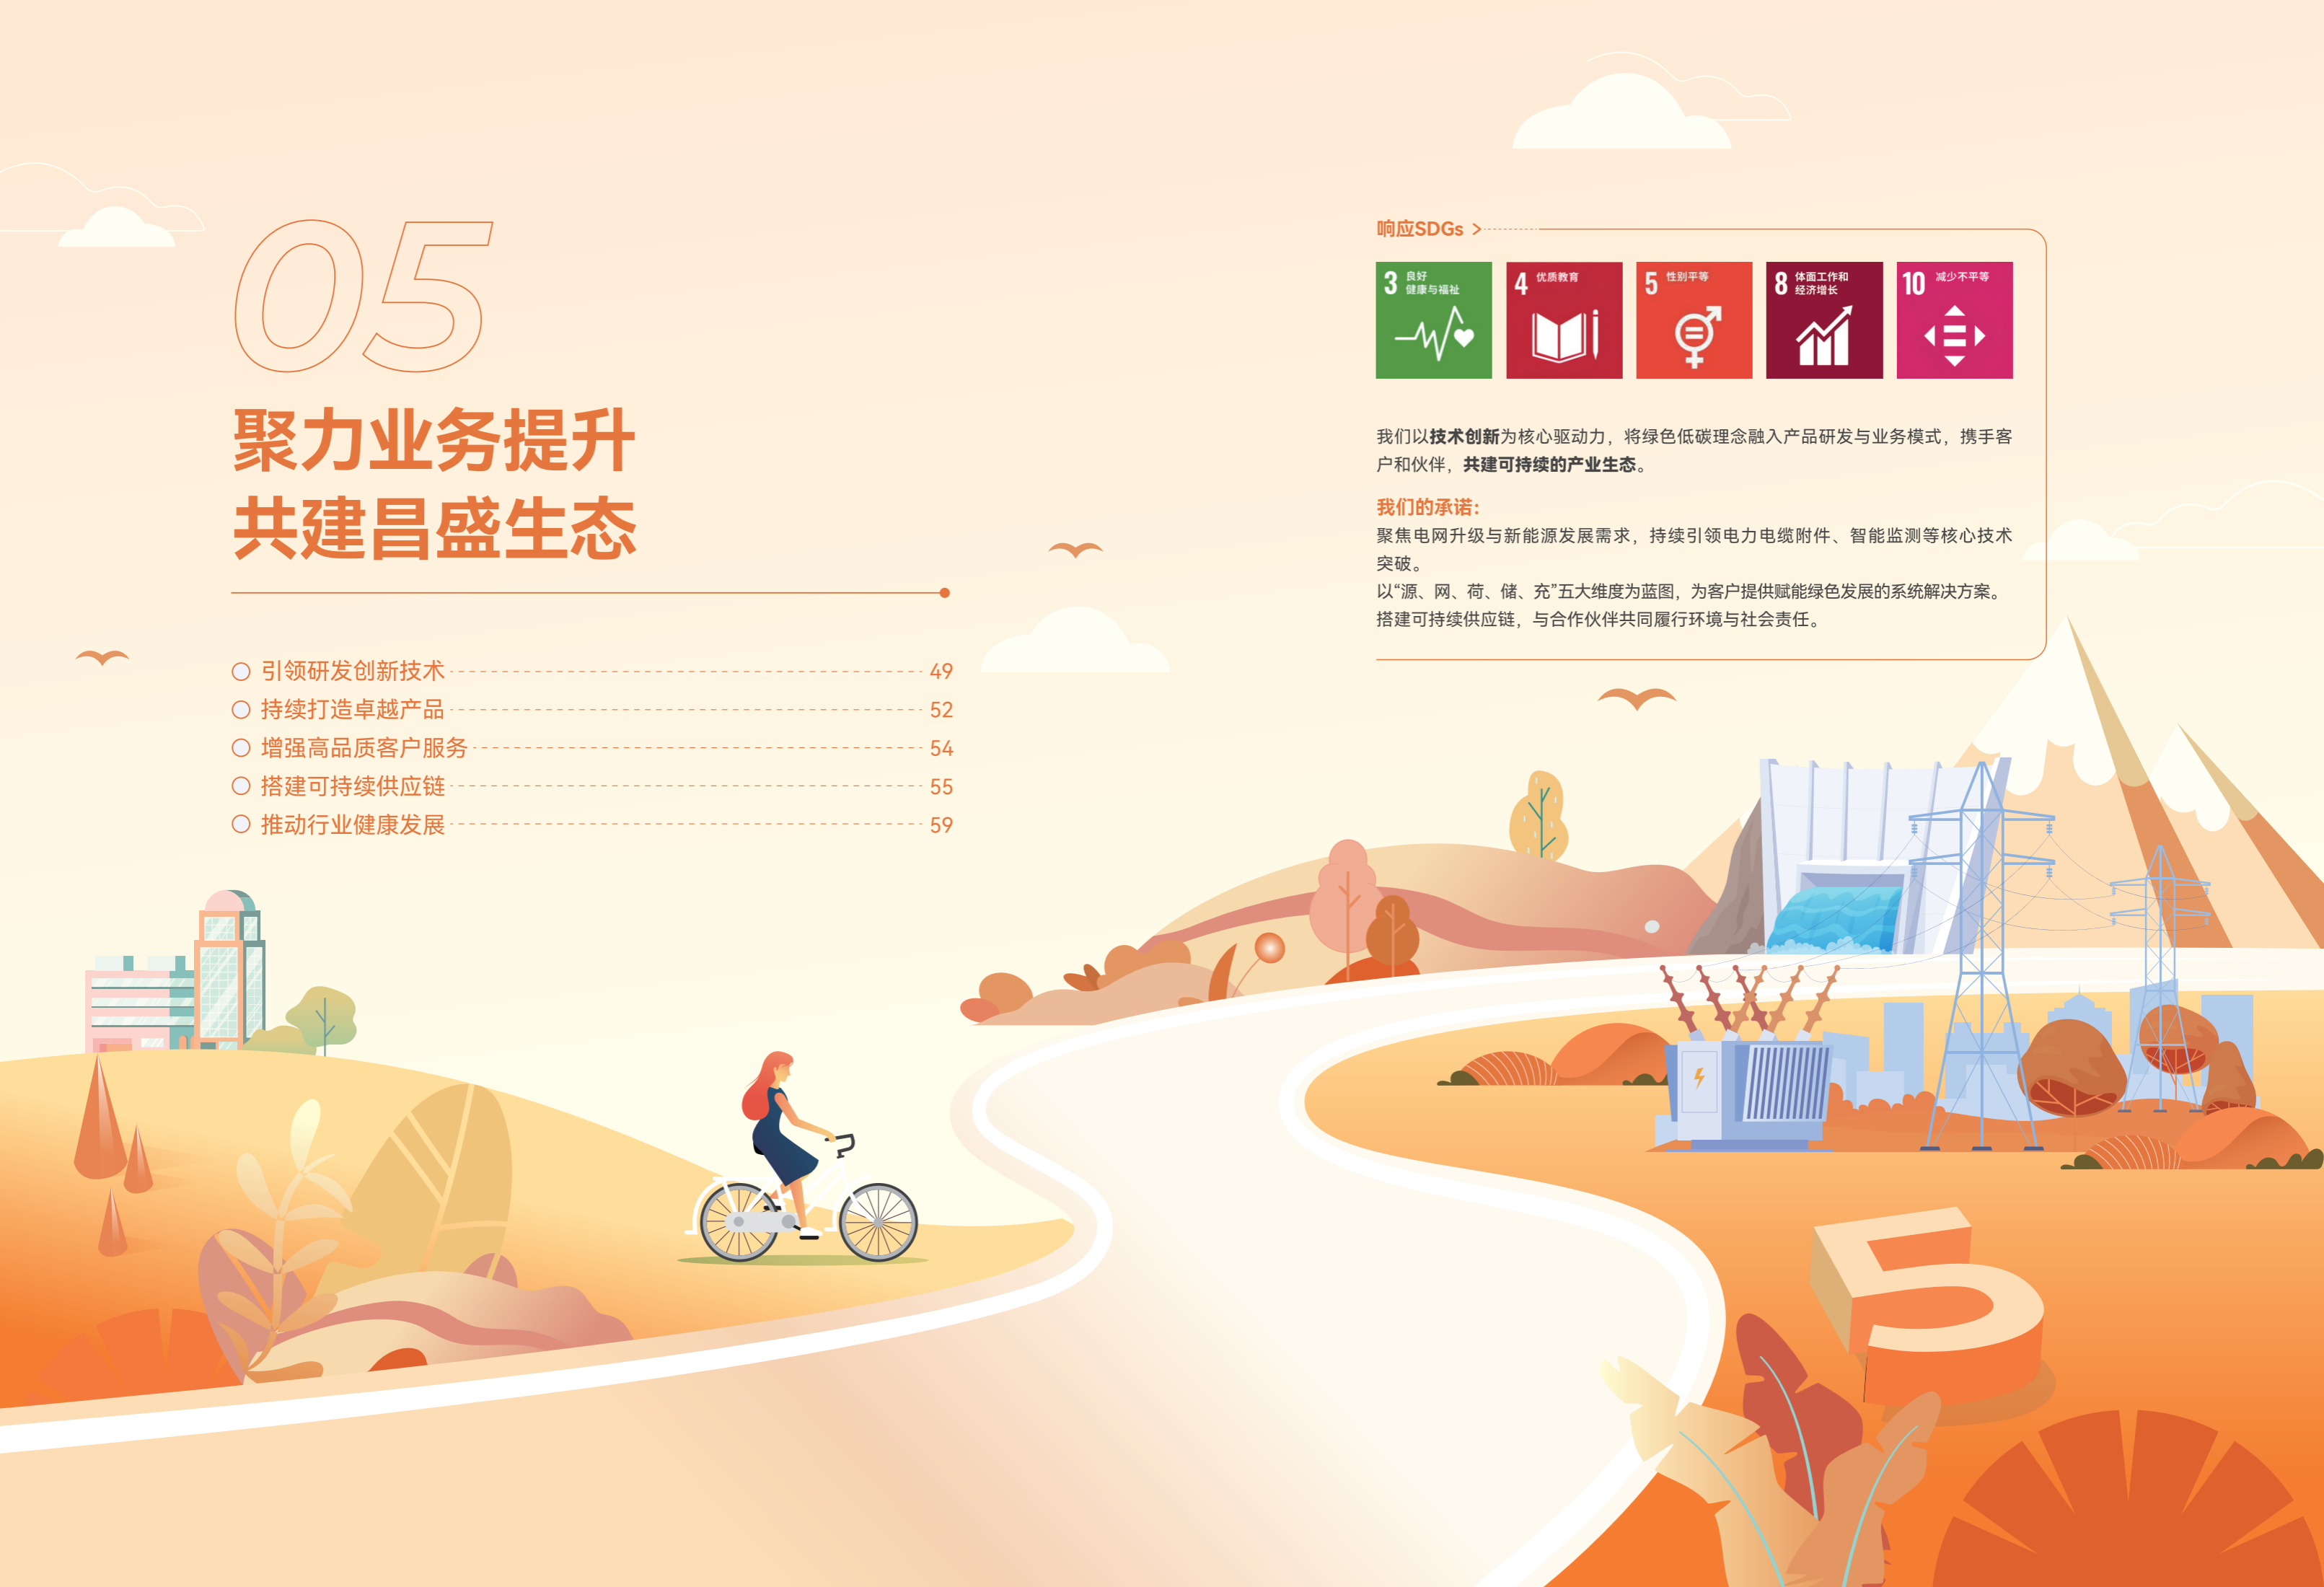 05
聚力业务提升
共建昌盛生态
引领研发创新技术 49
持续打造卓越产品 52
增强高品质客户服务 54
搭建可持续供应链 55
推动行业健康发展 59
响应SDGs >
3 良好
健康与福祉
4 优质教育
5 性别平等
8 体面工作和
经济增长
10 减少不平等
我们以技术创新为核心驱动力，将绿色低碳理念融入产品研发与业务模式，携手客
户和伙伴，共建可持续的产业生态。
我们的承诺：
聚焦电网升级与新能源发展需求，持续引领电力电缆附件、智能监测等核心技术
突破。
以“源、网、荷、储、充”五大维度为蓝图，为客户提供赋能绿色发展的系统解决方案。
搭建可持续供应链，与合作伙伴共同履行环境与社会责任。
5